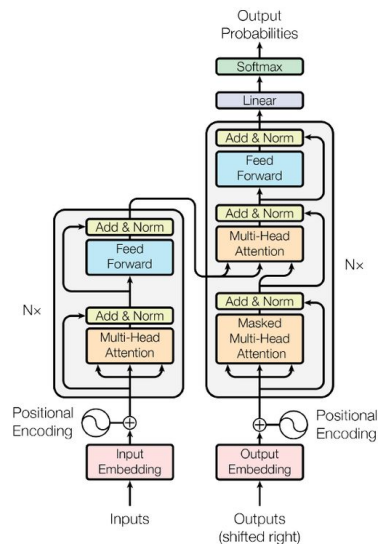 Output
Probabilities
Softmax
Linear
Add & Norm
Feed
Forward
Add & Norm
Multi-Head
Attention
Add & Norm
Masked
Multi-Head
Attention
N×
Add & Norm
Feed
Forward
Add & Norm
Multi-Head
Attention
N×
Positional
Encoding
Positional
Encoding
Input
Embedding
Output
Embedding
Inputs
Outputs
(shifted right)